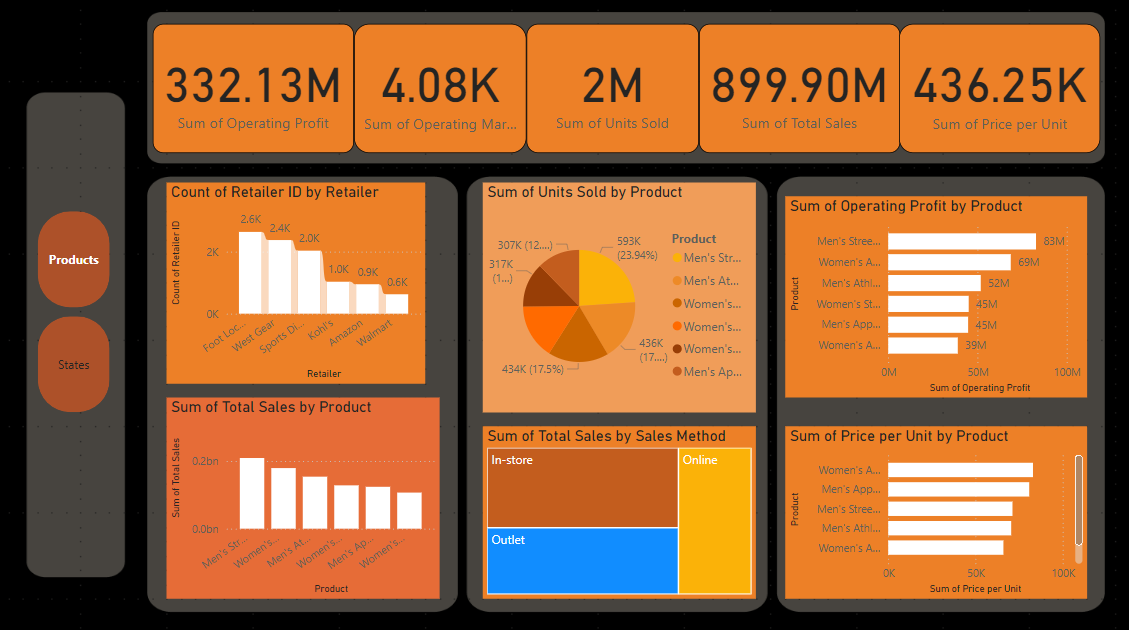 332.13M
Sum of Operating Profit
4.08K
Sum of Operating Mar...
2M
Sum of Units Sold
899.90M
Sum of Total Sales
436.25K
Sum of Price per Unit
Products
States
Count of Retailer ID by Retailer
Count of Retailer ID
2K
0K
2.6K
2.4K
2.0K
1.0K
0.9K
0.6K
Foot Loc...
West Gear
Sports Di...
Kohl's
Amazon
Walmart
Retailer
Sum of Total Sales by Product
Sum of Total Sales
0.2bn
0.0bn
Men's Str...
Women's...
Men's At...
Women's...
Men's Ap...
Women's...
Product
Sum of Units Sold by Product
593K
(23.94%)
436K
(17....)
434K (17.5%)
317K
(1...)
307K (12....)
Product
Men's Str...
Men's At...
Women's...
Women's...
Women's...
Men's Ap...
Sum of Total Sales by Sales Method
In-store
Outlet
Online
Sum of Operating Profit by Product
Product
Men's Stree... 83M
Women's A... 69M
Men's Athl... 52M
Women's St... 45M
Men's App... 45M
Women's A... 39M
0M 50M 100M
Sum of Operating Profit
Sum of Price per Unit by Product
Product
Women's A...
Men's App...
Men's Stree...
Men's Athl...
Women's A...
0K 50K 100K
Sum of Price per Unit